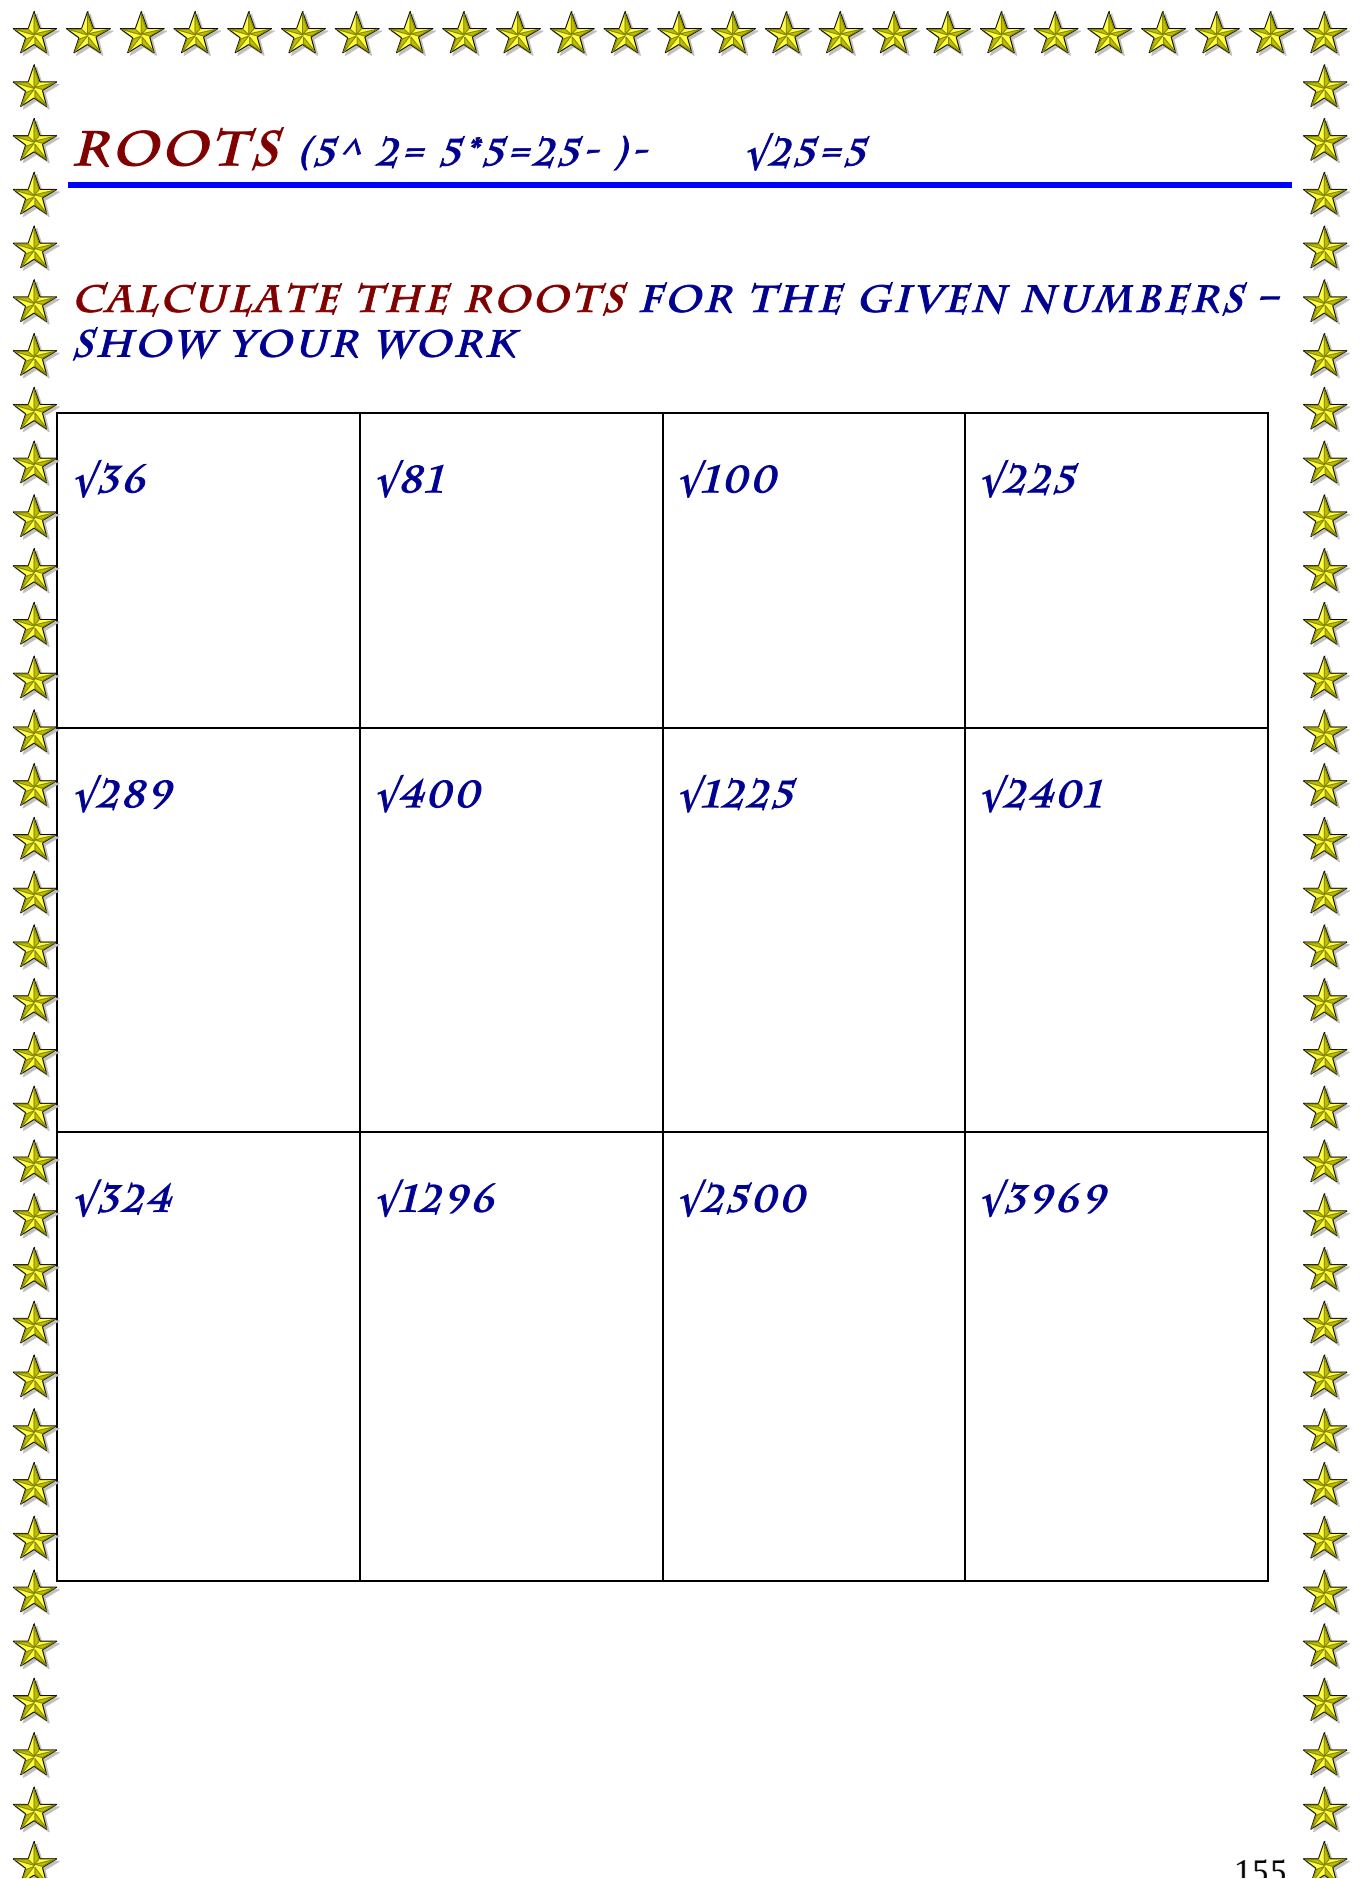 ROOTS (5^ 2= 5*5=25- )- √25=5
CALCULATE THE ROOTS FOR THE GIVEN NUMBERS –
SHOW YOUR WORK
√36 √81 √100 √225
√289 √400 √1225 √2401
√324 √1296 √2500 √3969
155